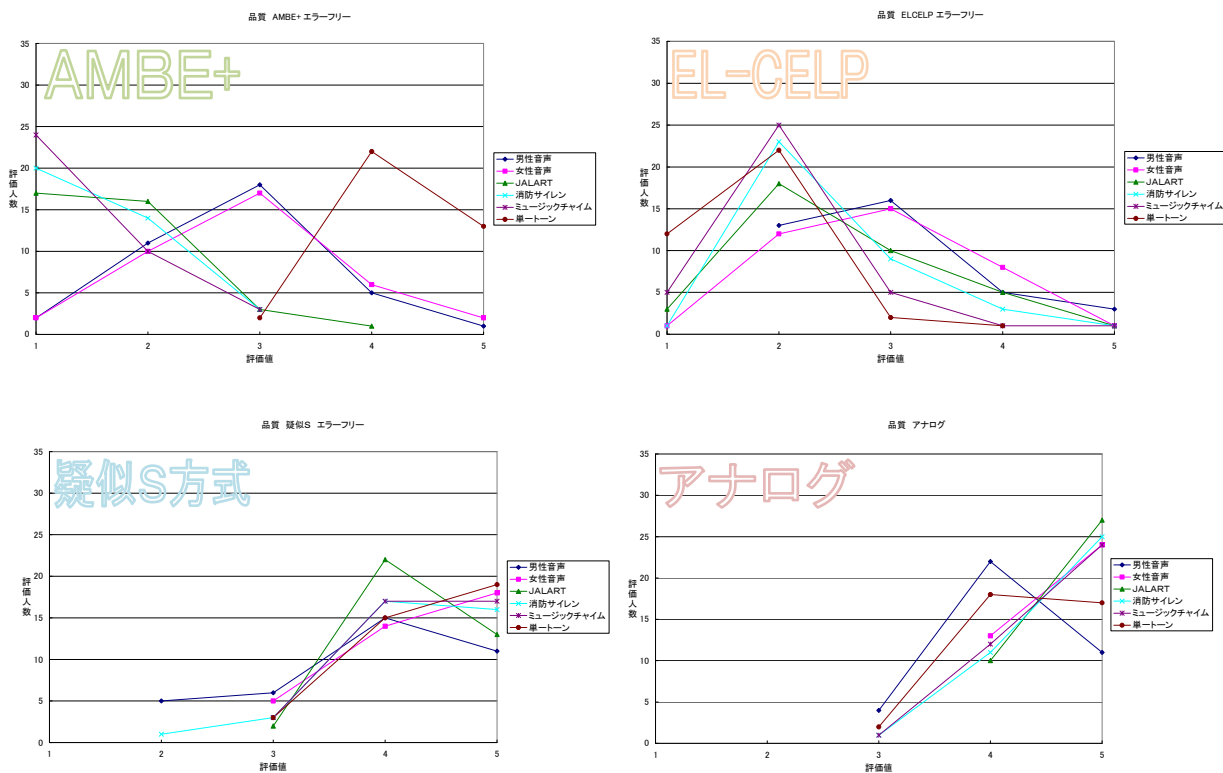 品質 AMBE+ エラーフリー
AMBE+
35
30
25
20
15
10
5
0
1 2 3 4 5
評価人数
評価値
男性音声
女性音声
JALART
消防サイレン
ミュージックチャイム
単一トーン
品質 ELCELP エラーフリー
EL-CELP
35
30
25
20
15
10
5
0
1 2 3 4 5
評価人数
評価値
男性音声
女性音声
JALART
消防サイレン
ミュージックチャイム
単一トーン
品質 疑似S エラーフリー
疑似S方式
35
30
25
20
15
10
5
0
1 2 3 4 5
評価人数
評価値
男性音声
女性音声
JALART
消防サイレン
ミュージックチャイム
単一トーン
品質 アナログ
アナログ
35
30
25
20
15
10
5
0
1 2 3 4 5
評価人数
評価値
男性音声
女性音声
JALART
消防サイレン
ミュージックチャイム
単一トーン